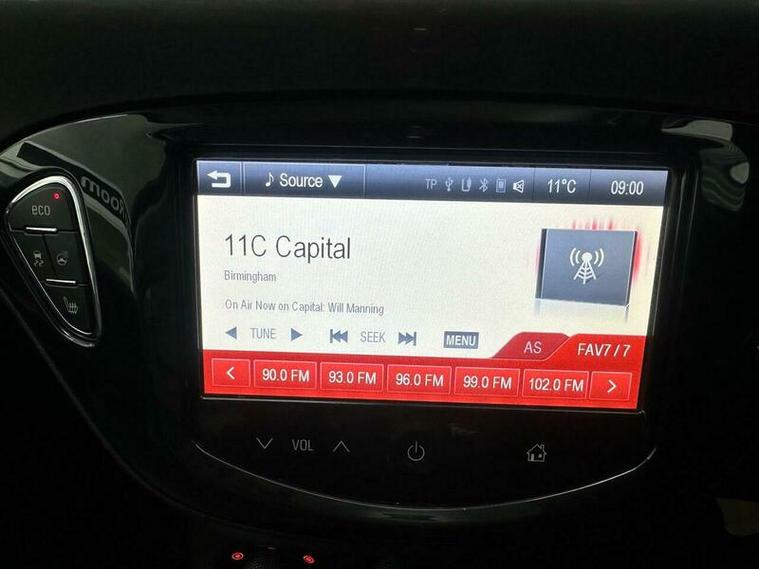 Source ▼ TP 11°C 09:00
moon
eco
11C Capital
Birmingham
On Air Now on Capital: Will Manning
TUNE SEEK MENU AS FAV7 / 7
90.0 FM 93.0 FM 96.0 FM 99.0 FM 102.0 FM
VOL